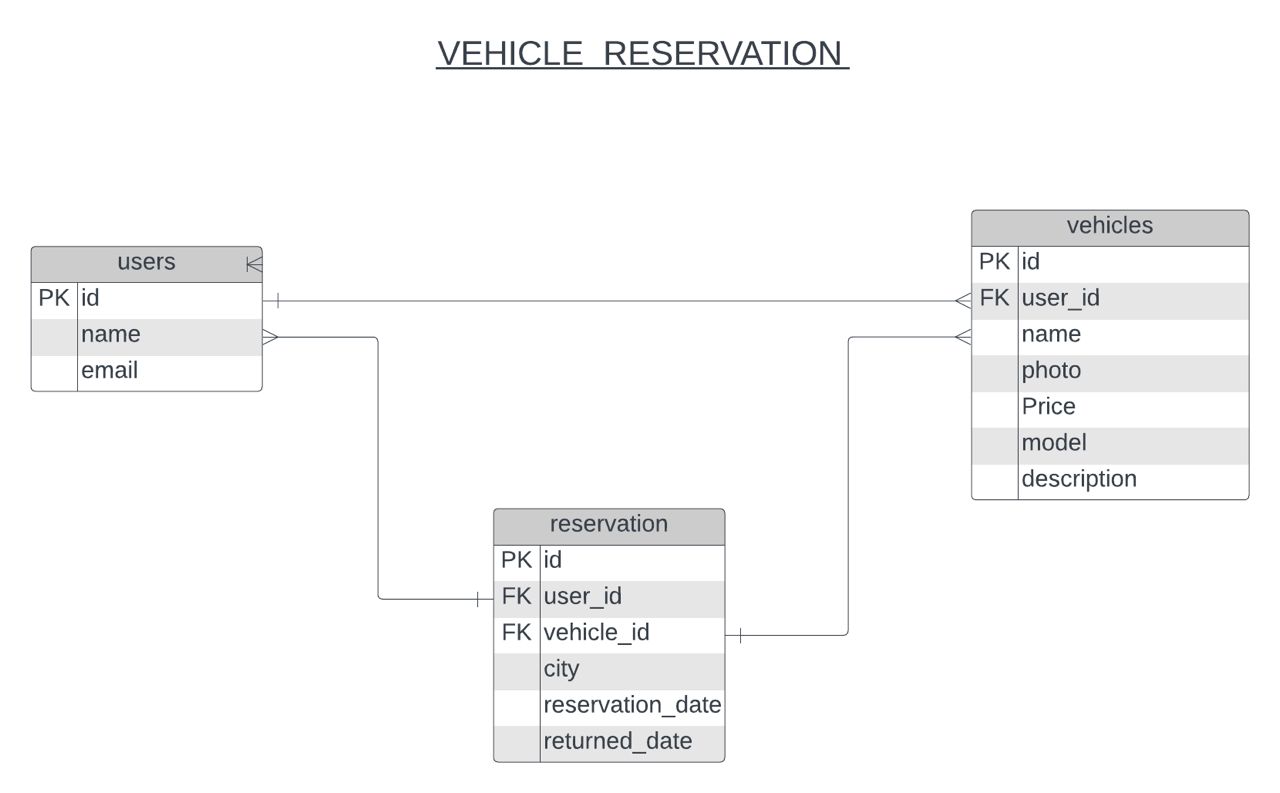 VEHICLE RESERVATION
users
PK id
name
email
vehicles
PK id
FK user_id
name
photo
Price
model
description
reservation
PK id
FK user_id
FK vehicle_id
city
reservation_date
returned_date